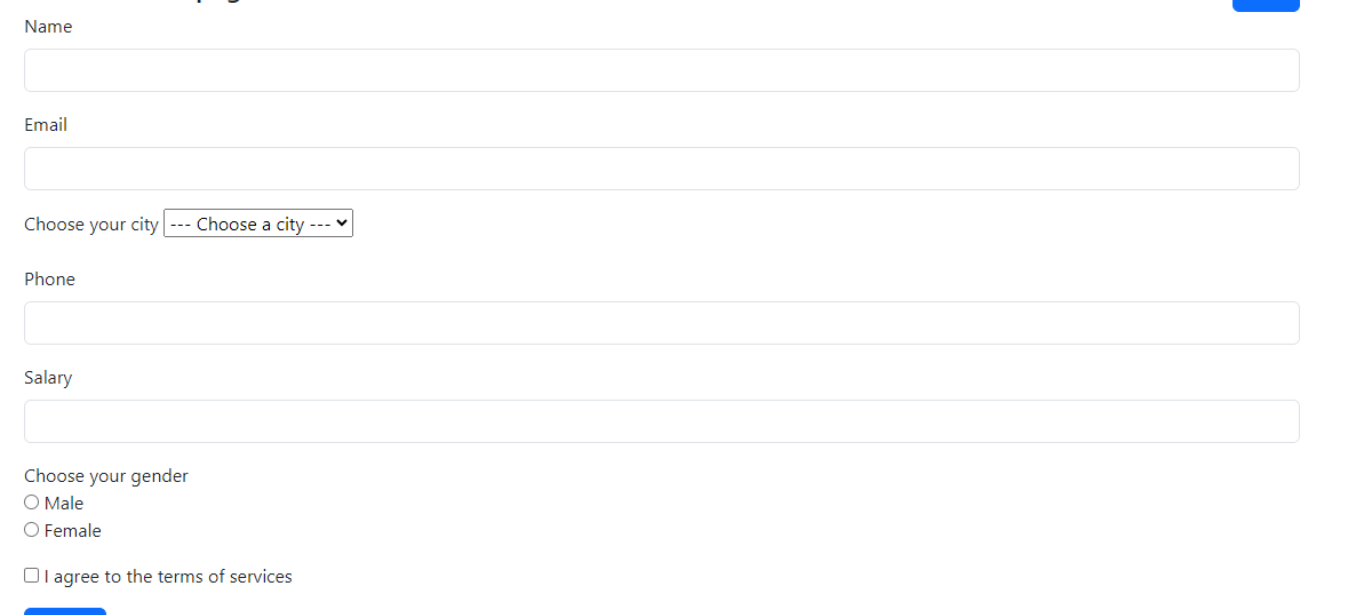 Name
Email
Choose your city --- Choose a city ---
Phone
Salary
Choose your gender
Male
Female
I agree to the terms of services